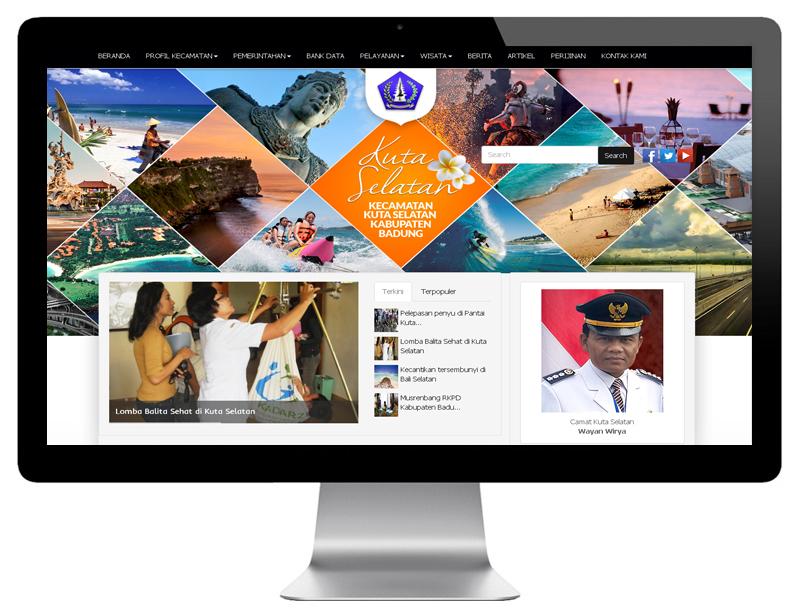 BERANDA PROFIL KECAMATAN PEMERINTAHAN BANK DATA PELAYANAN WISATA BERITA ARTIKEL PERIJINAN KONTAK KAMI
Kuta
Selatan
KECAMATAN
KUTA SELATAN
KABUPATEN
BADUNG
Search Search
Terkini Terpopuler
Pelepasan penyu di Pantai
Kuta...
Lomba Balita Sehat di Kuta
Selatan
Kecantikan tersembunyi di
Bali Selatan
Musrenbang RKPD
Kabupaten Badu...
KADARZI
Lomba Balita Sehat di Kuta Selatan
Camat Kuta Selatan
Wayan Wirya